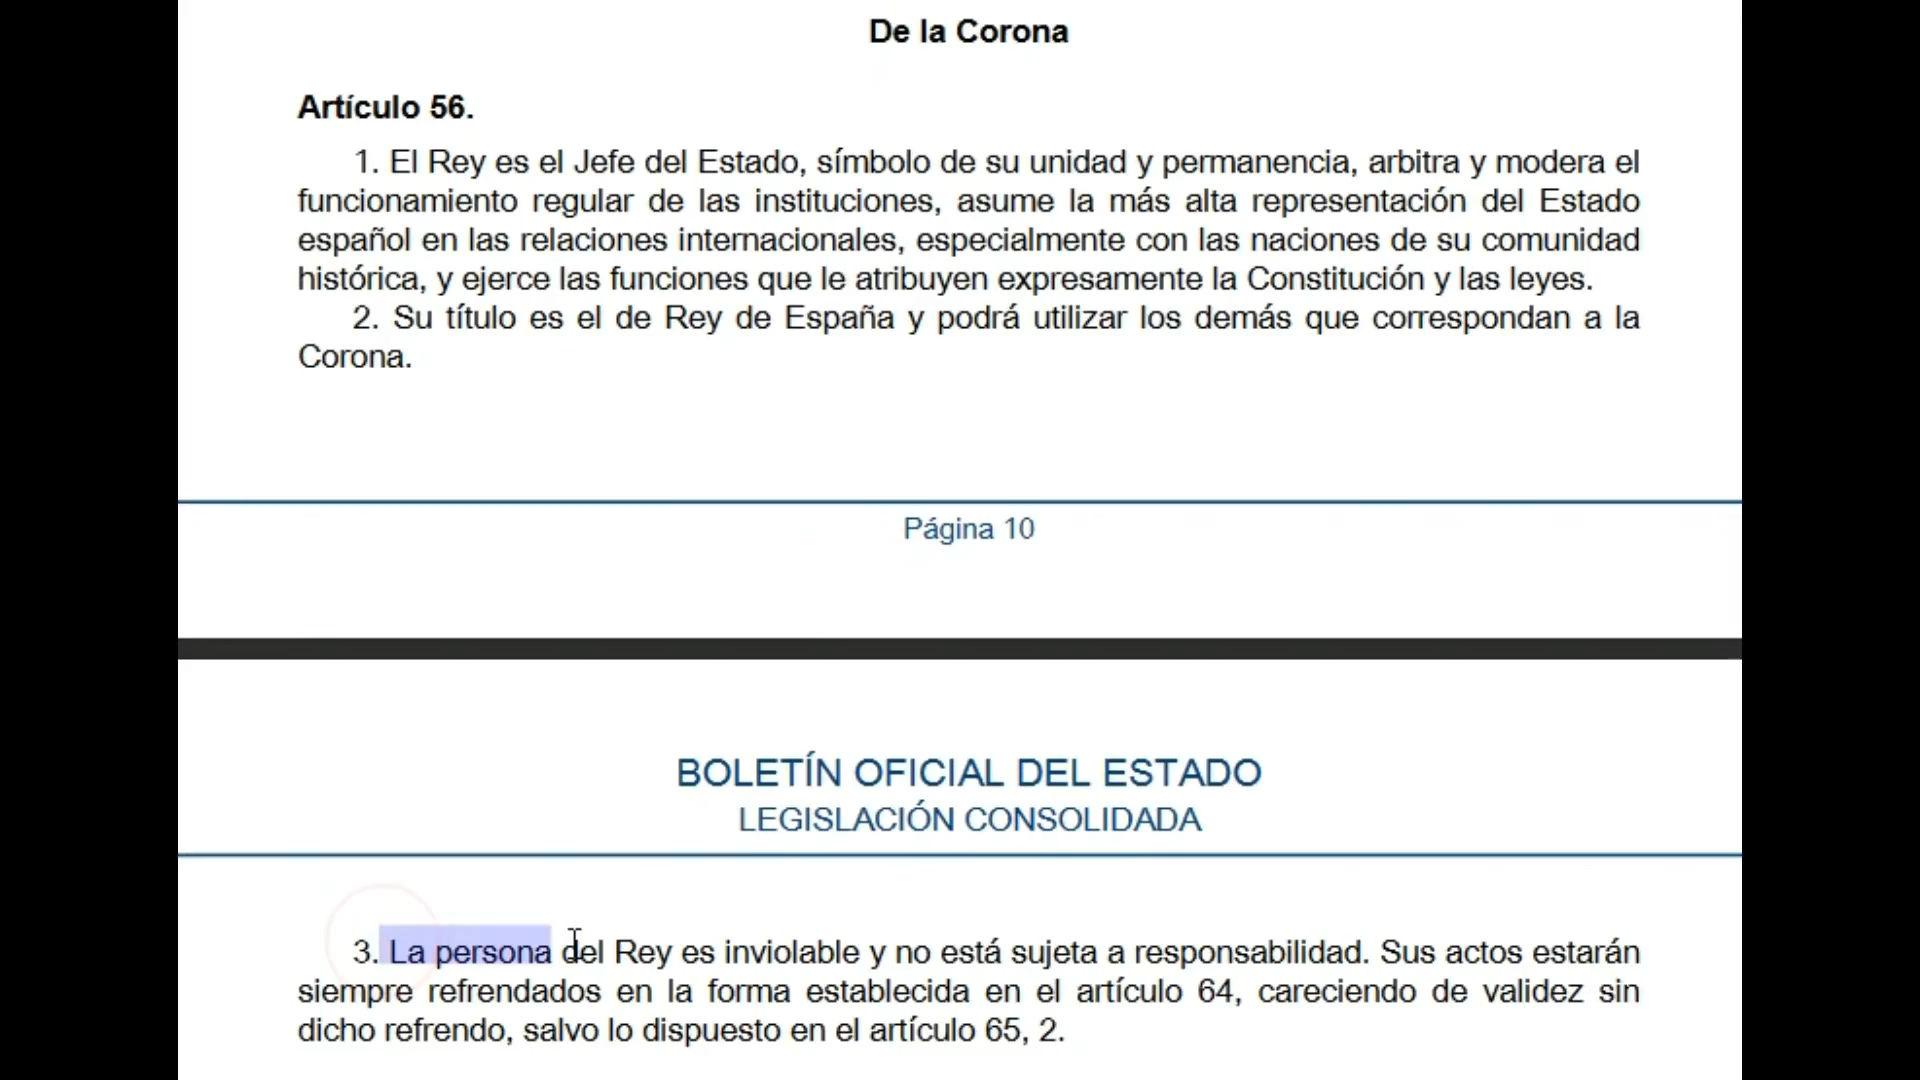 De la Corona
Artículo 56.
1. El Rey es el Jefe del Estado, símbolo de su unidad y permanencia, arbitra y modera el
funcionamiento regular de las instituciones, asume la más alta representación del Estado
español en las relaciones internacionales, especialmente con las naciones de su comunidad
histórica, y ejerce las funciones que le atribuyen expresamente la Constitución y las leyes.
2. Su título es el de Rey de España y podrá utilizar los demás que correspondan a la
Corona.
Página 10
BOLETÍN OFICIAL DEL ESTADO
LEGISLACIÓN CONSOLIDADA
3. La persona del Rey es inviolable y no está sujeta a responsabilidad. Sus actos estarán
siempre refrendados en la forma establecida en el artículo 64, careciendo de validez sin
dicho refrendo, salvo lo dispuesto en el artículo 65, 2.